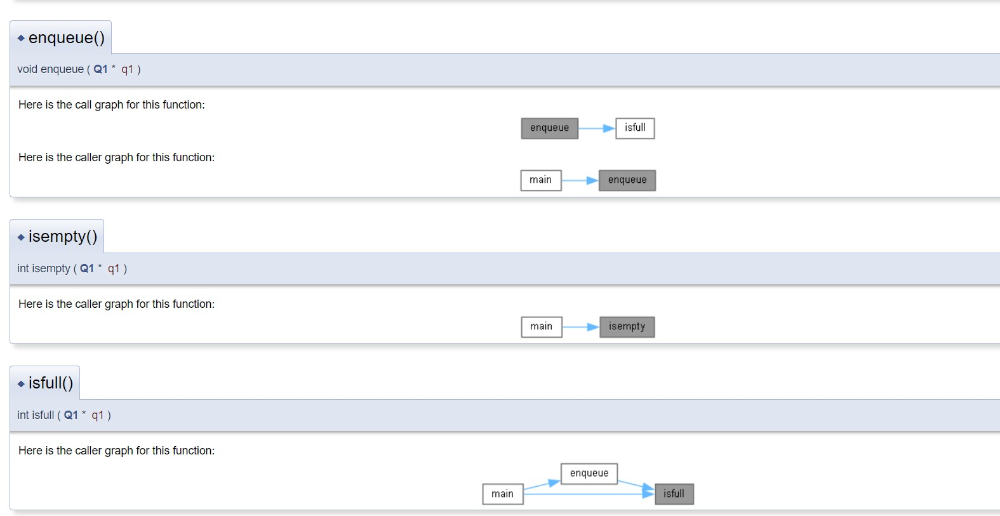 enqueue()
void enqueue ( Q1 * q1 )
Here is the call graph for this function:
enqueue isfull
Here is the caller graph for this function:
main enqueue
isempty()
int isempty ( Q1 * q1 )
Here is the caller graph for this function:
main isempty
isfull()
int isfull ( Q1 * q1 )
Here is the caller graph for this function:
enqueue
main isfull